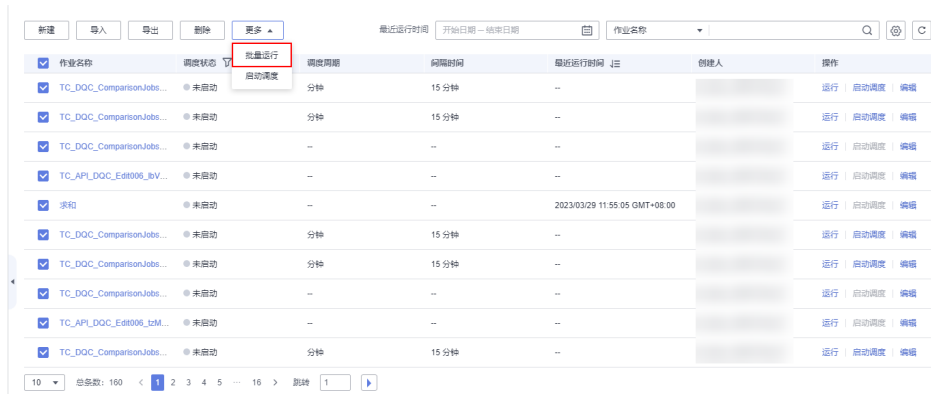 新建 导入 导出 删除 更多 最近运行时间 开始日期 – 结束日期 作业名称
批量运行
启动调度
作业名称 调度状态 调度周期 间隔时间 最近运行时间 创建人 操作
TC_DQC_ComparisonJobs... 未启动 分钟 15 分钟 -- 运行 启动调度 编辑
TC_DQC_ComparisonJobs... 未启动 分钟 15 分钟 -- 运行 启动调度 编辑
TC_DQC_ComparisonJobs... 未启动 -- -- -- 运行 启动调度 编辑
TC_API_DQC_Edit006_lbV... 未启动 -- -- -- 运行 启动调度 编辑
求和 未启动 -- -- 2023/03/29 11:55:05 GMT+08:00 运行 启动调度 编辑
TC_DQC_ComparisonJobs... 未启动 分钟 15 分钟 -- 运行 启动调度 编辑
TC_DQC_ComparisonJobs... 未启动 分钟 15 分钟 -- 运行 启动调度 编辑
TC_DQC_ComparisonJobs... 未启动 -- -- -- 运行 启动调度 编辑
TC_API_DQC_Edit006_tzM... 未启动 -- -- -- 运行 启动调度 编辑
TC_DQC_ComparisonJobs... 未启动 分钟 15 分钟 -- 运行 启动调度 编辑
10 总条数: 160 < 1 2 3 4 5 ... 16 > 跳转 1